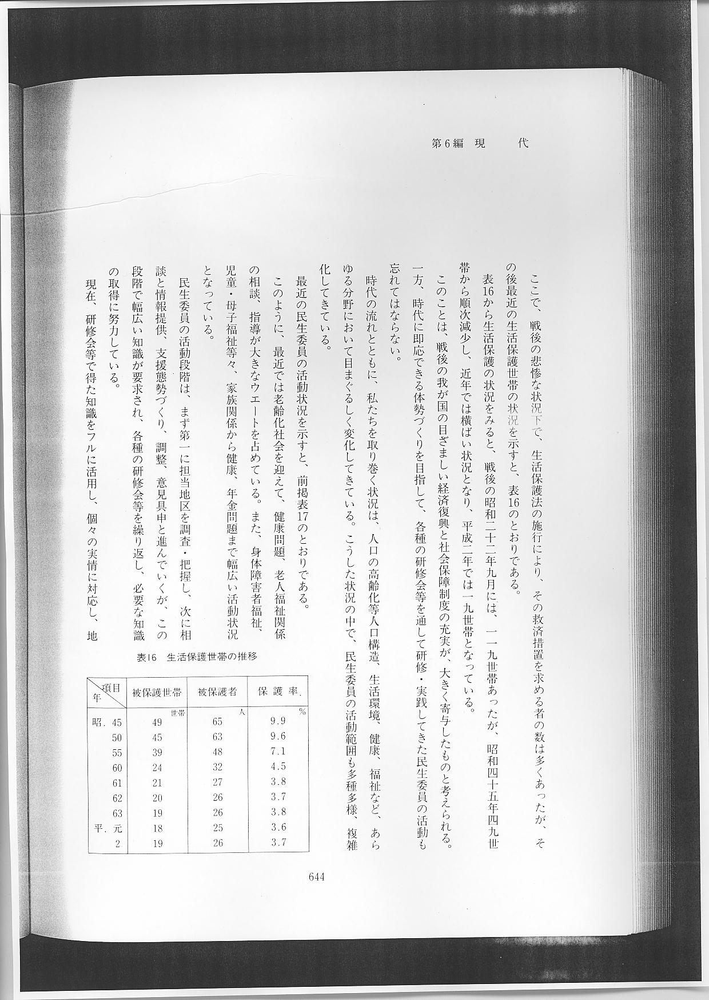 第6編　現　　代
ここで、戦後の悲惨な状況下で、生活保護法の施行により、その救済措置を求める者の数は多くあったが、そ
の後最近の生活保護世帯の状況を示すと、表16のとおりである。
表16から生活保護の状況をみると、戦後の昭和二十二年九月には、一一九世帯あったが、昭和四十五年四九世
帯から順次減少し、近年では横ばい状況となり、平成二年では一九世帯となっている。
このことは、戦後の我が国の目ざましい経済復興と社会保障制度の充実が、大きく寄与したものと考えられる。
一方、時代に即応できる体勢づくりを目指して、各種の研修会等を通して研修・実践してきた民生委員の活動も
忘れてはならない。
時代の流れとともに、私たちを取り巻く状況は、人口の高齢化等人口構造、生活環境、健康、福祉など、あら
ゆる分野において目まぐるしく変化してきている。こうした状況の中で、民生委員の活動範囲も多種多様、複雑
化してきている。
最近の民生委員の活動状況を示すと、前掲表17のとおりである。
このように、最近では老齢化社会を迎えて、健康問題、老人福祉関係
の相談、指導が大きなウエートを占めている。また、身体障害者福祉、
児童・母子福祉等々、家族関係から健康、年金問題まで幅広い活動状況
となっている。
民生委員の活動段階は、まず第一に担当地区を調査・把握し、次に相
談と情報提供、支援態勢づくり、調整、意見具申と進んでいくが、この
段階で幅広い知識が要求され、各種の研修会等を繰り返し、必要な知識
の取得に努力している。
現在、研修会等で得た知識をフルに活用し、個々の実情に対応し、地
表16　生活保護世帯の推移
項目 年 被保護世帯 被保護者 保護率.
世帯 人 %
昭. 45 49 65 9.9
50 45 63 9.6
55 39 48 7.1
60 24 32 4.5
61 21 27 3.8
62 20 26 3.7
63 19 26 3.8
平. 元 18 25 3.6
2 19 26 3.7
644